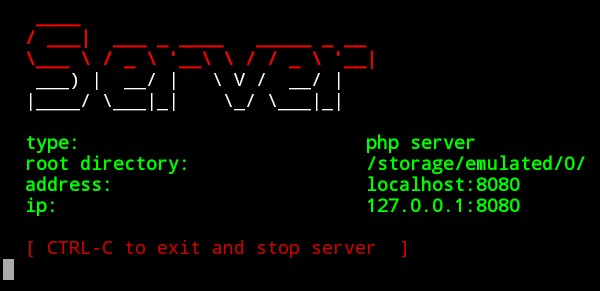 Server
type: php server
root directory: /storage/emulated/0/
address: localhost:8080
ip: 127.0.0.1:8080
[ CTRL-C to exit and stop server ]